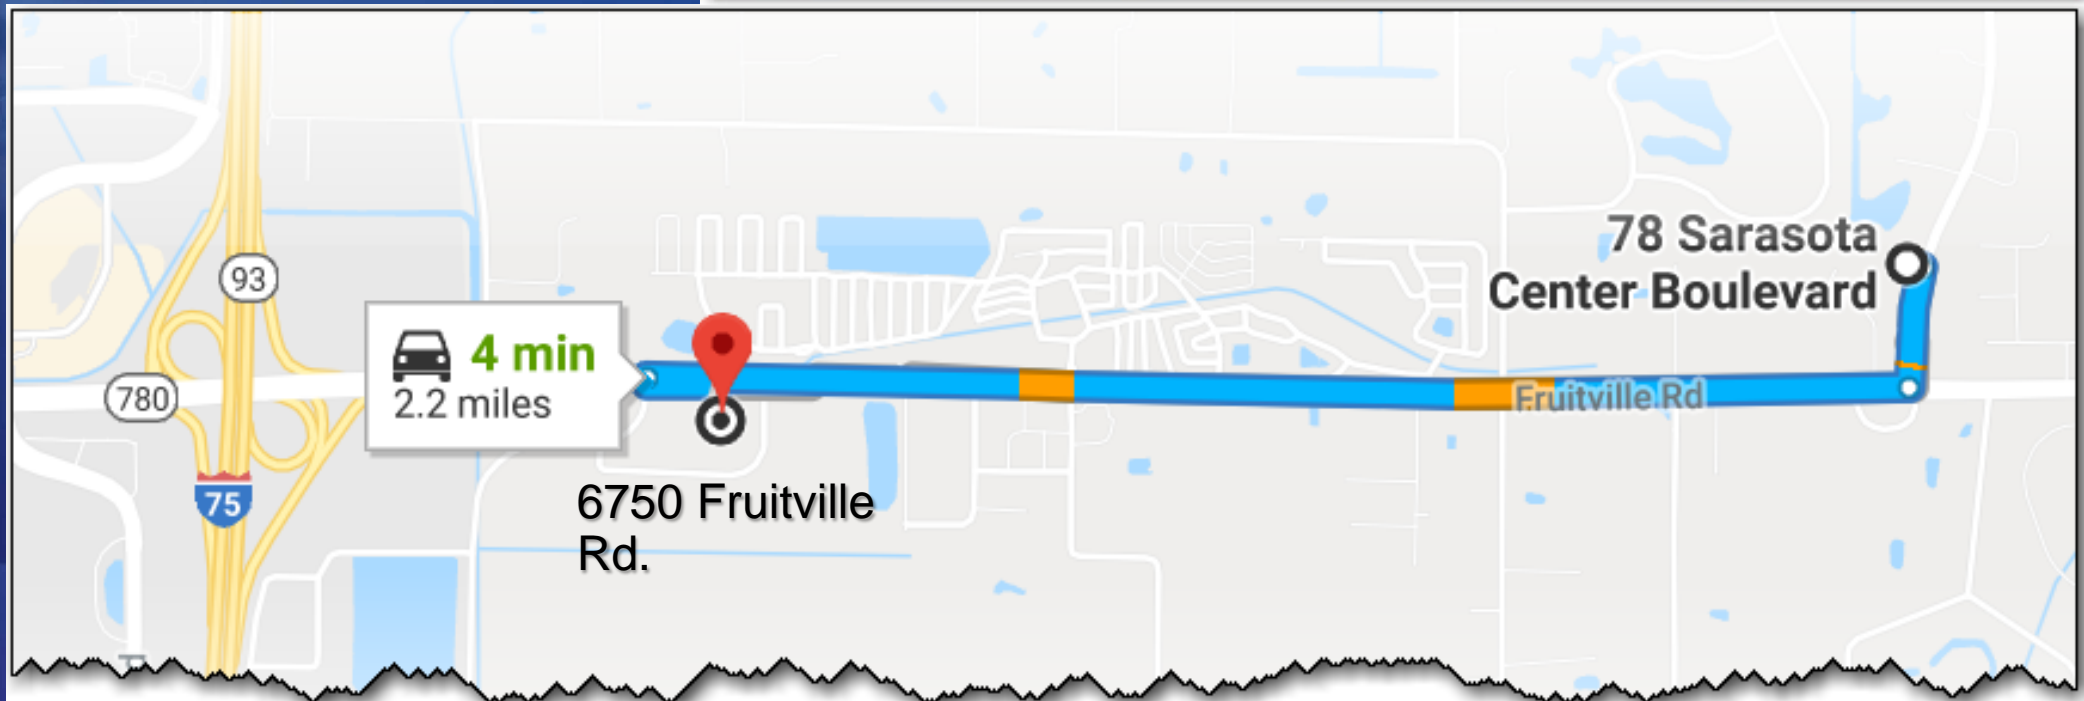 78 Sarasota
Center Boulevard
93
4 min
2.2 miles
780
Fruitville Rd
75
6750 Fruitville
Rd.